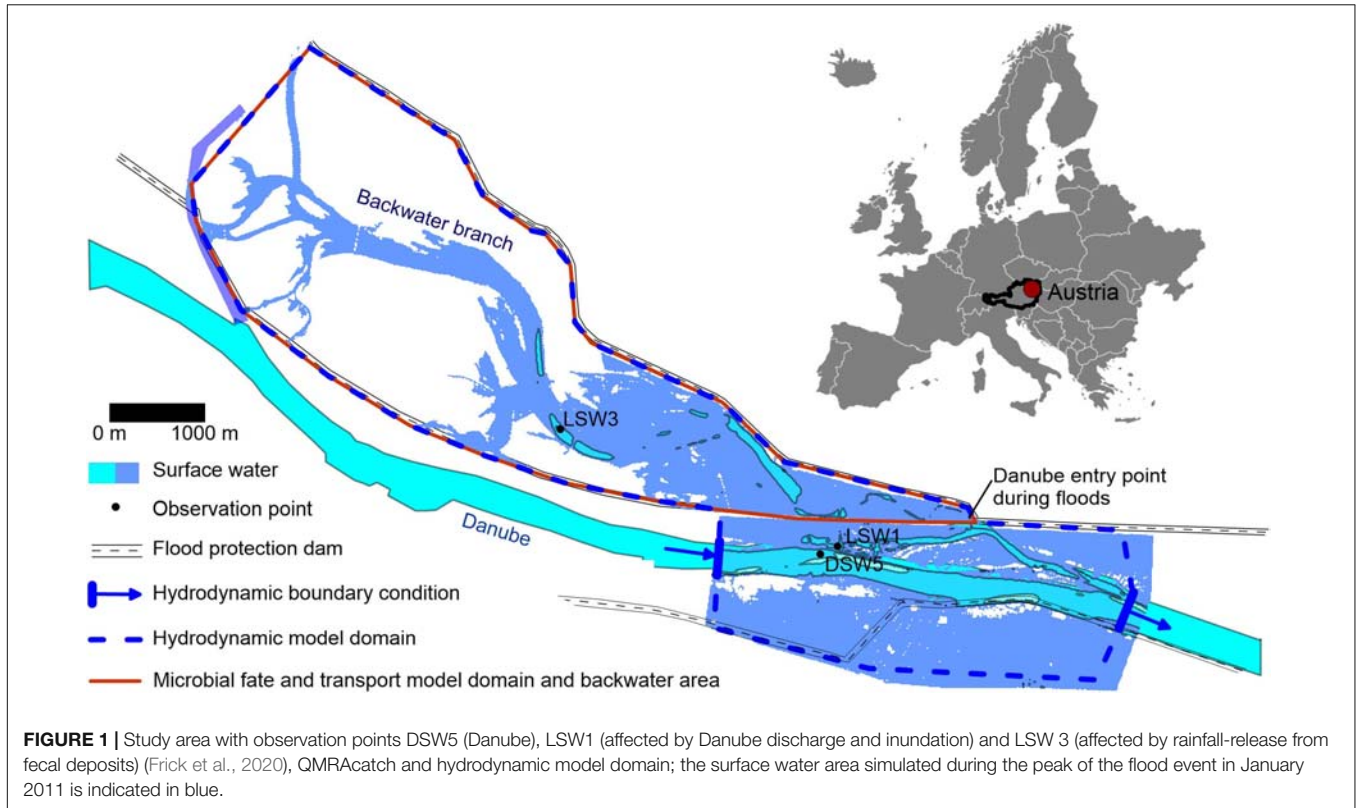 Backwater branch
Austria
LSW3
0 m 1000 m
Surface water
Observation point
Flood protection dam
Hydrodynamic boundary condition
Hydrodynamic model domain
Microbial fate and transport model domain and backwater area
Danube
Danube entry point
during floods
LSW1
DSW5
FIGURE 1 | Study area with observation points DSW5 (Danube), LSW1 (affected by Danube discharge and inundation) and LSW 3 (affected by rainfall-release from
fecal deposits) (Frick et al., 2020), QMRAcatch and hydrodynamic model domain; the surface water area simulated during the peak of the flood event in January
2011 is indicated in blue.